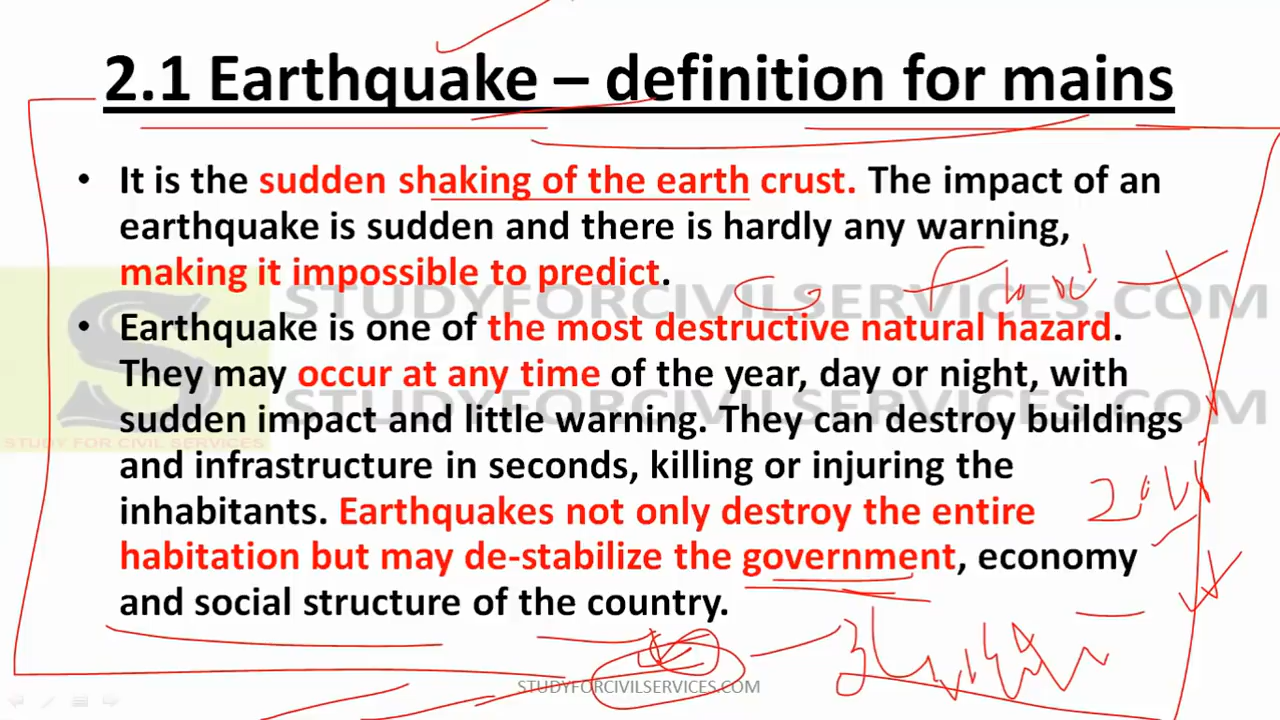 2.1 Earthquake – definition for mains
• It is the sudden shaking of the earth crust. The impact of an
earthquake is sudden and there is hardly any warning,
making it impossible to predict.
STUDYFORCIVILSERVICES.COM
• Earthquake is one of the most destructive natural hazard.
They may occur at any time of the year, day or night, with
STUDYFORCIVILSERVICES.COM
sudden impact and little warning. They can destroy buildings
STUDY FOR CIVIL SERVICES
and infrastructure in seconds, killing or injuring the
inhabitants. Earthquakes not only destroy the entire
habitation but may de-stabilize the government, economy
and social structure of the country.
STUDYFORCIVILSERVICES.COM